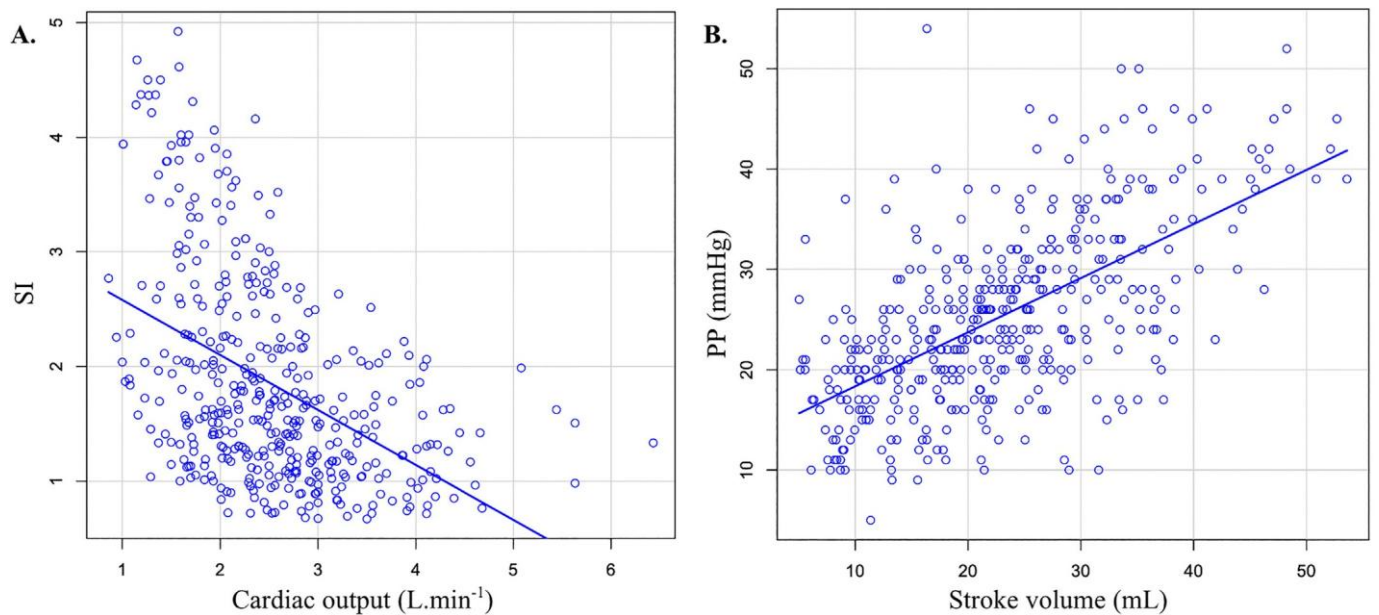 A.
SI
5
4
3
2
1
1 2 3 4 5 6
Cardiac output (L.min⁻¹)
B.
PP (mmHg)
50
40
30
20
10
10 20 30 40 50
Stroke volume (mL)